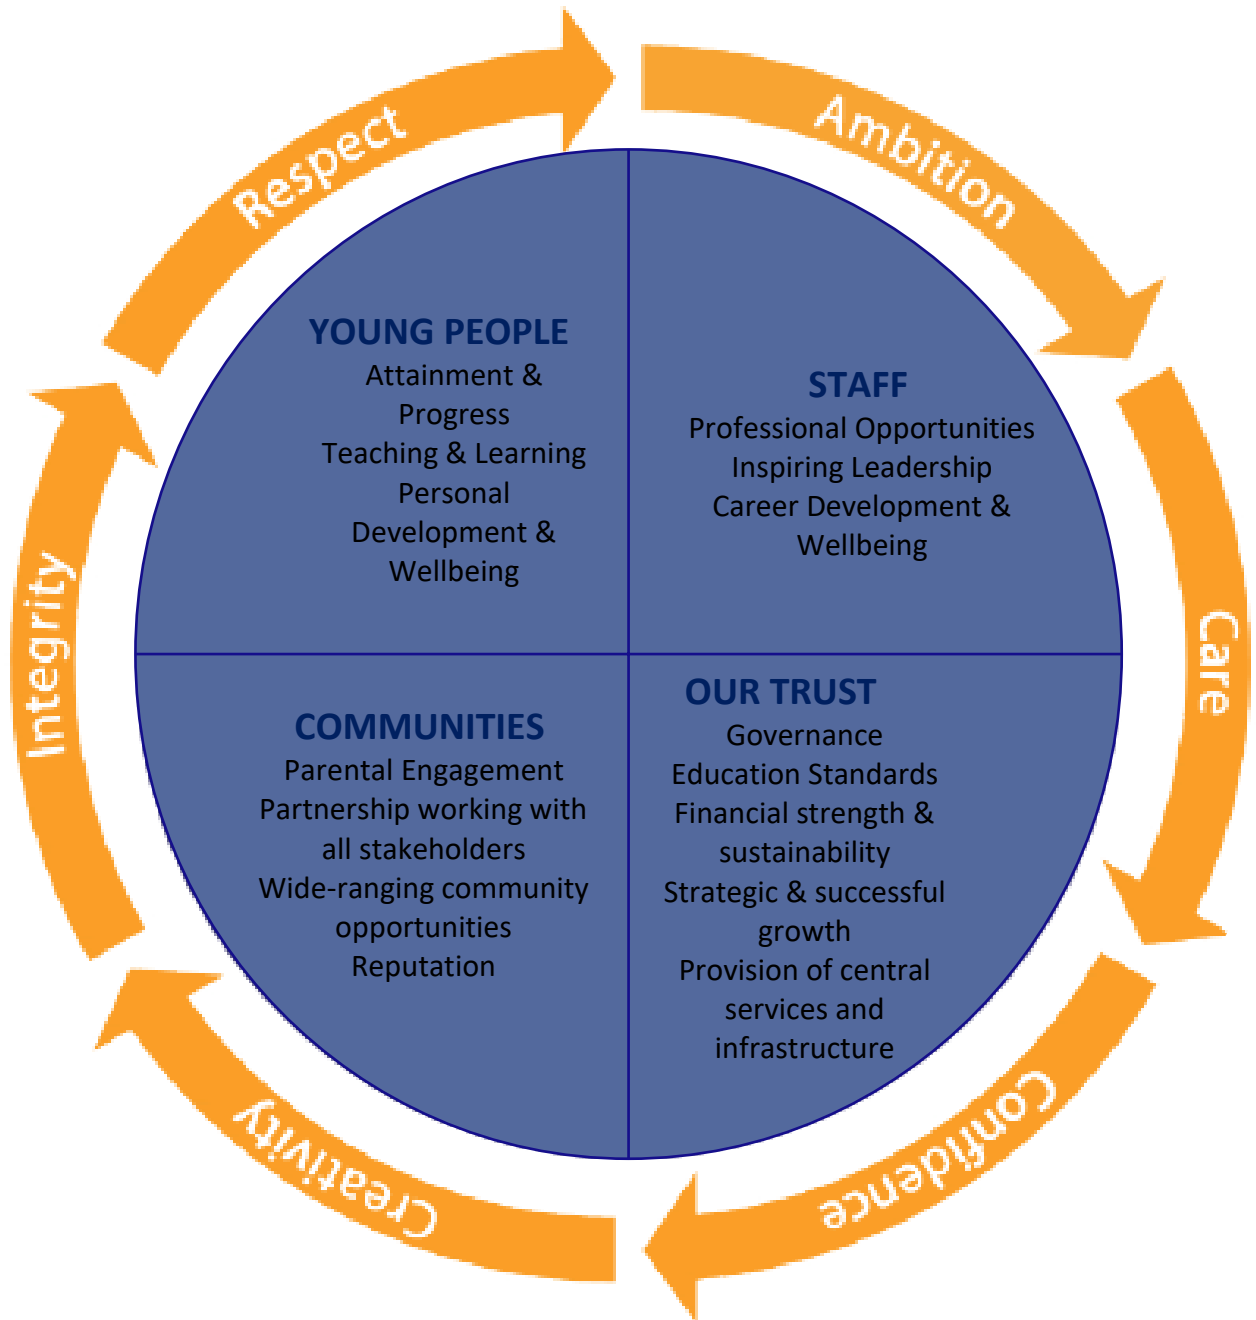 Respect
Ambition
Care
Confidence
Creativity
Integrity
YOUNG PEOPLE
Attainment &
Progress
Teaching & Learning
Personal
Development &
Wellbeing
STAFF
Professional Opportunities
Inspiring Leadership
Career Development &
Wellbeing
COMMUNITIES
Parental Engagement
Partnership working with
all stakeholders
Wide-ranging community
opportunities
Reputation
OUR TRUST
Governance
Education Standards
Financial strength &
sustainability
Strategic & successful
growth
Provision of central
services and
infrastructure